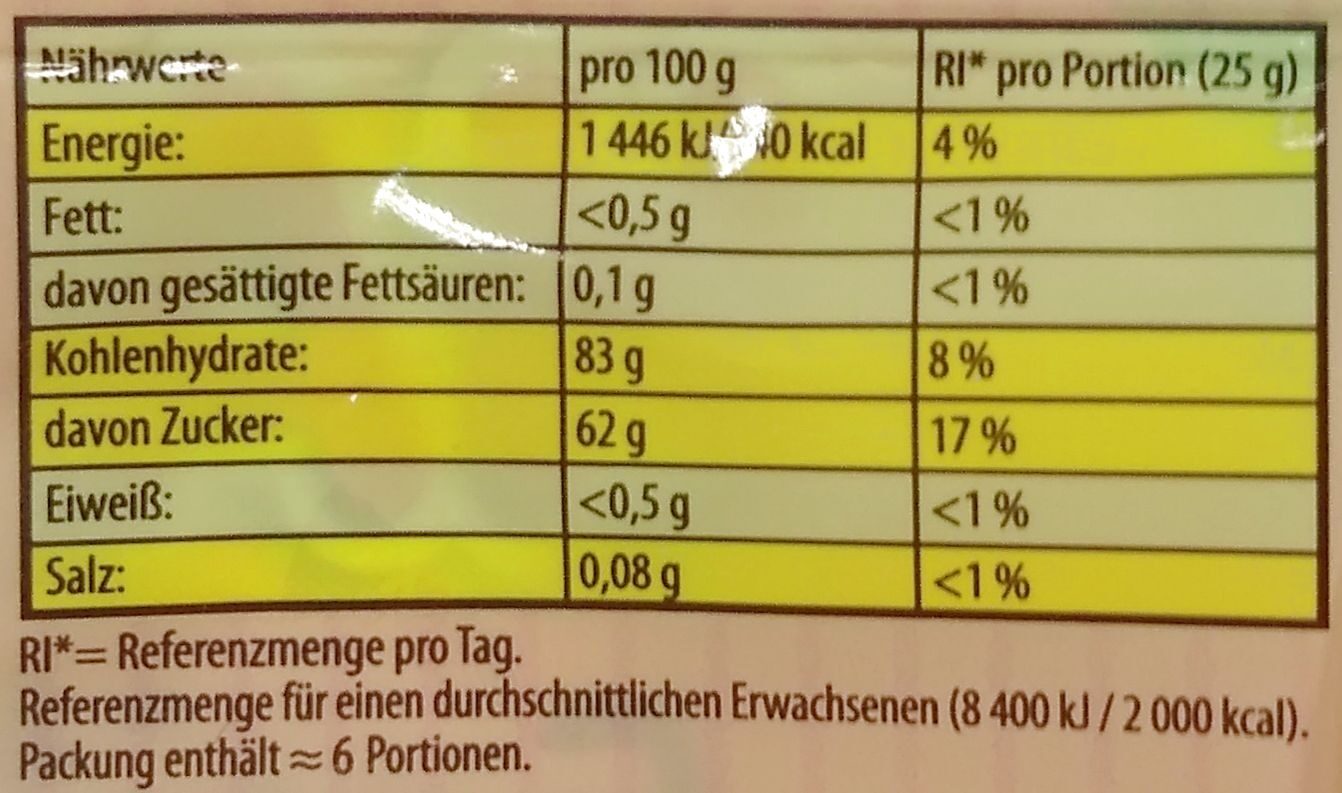 Nährwerte pro 100 g RI* pro Portion (25 g)
Energie: 1 446 kJ/ kcal 4 %
Fett: <0,5 g <1 %
davon gesättigte Fettsäuren: 0,1 g <1 %
Kohlenhydrate: 83 g 8 %
davon Zucker: 62 g 17 %
Eiweiß: <0,5 g <1 %
Salz: 0,08 g <1 %
RI*= Referenzmenge pro Tag.
Referenzmenge für einen durchschnittlichen Erwachsenen (8 400 kJ / 2 000 kcal).
Packung enthält ≈ 6 Portionen.